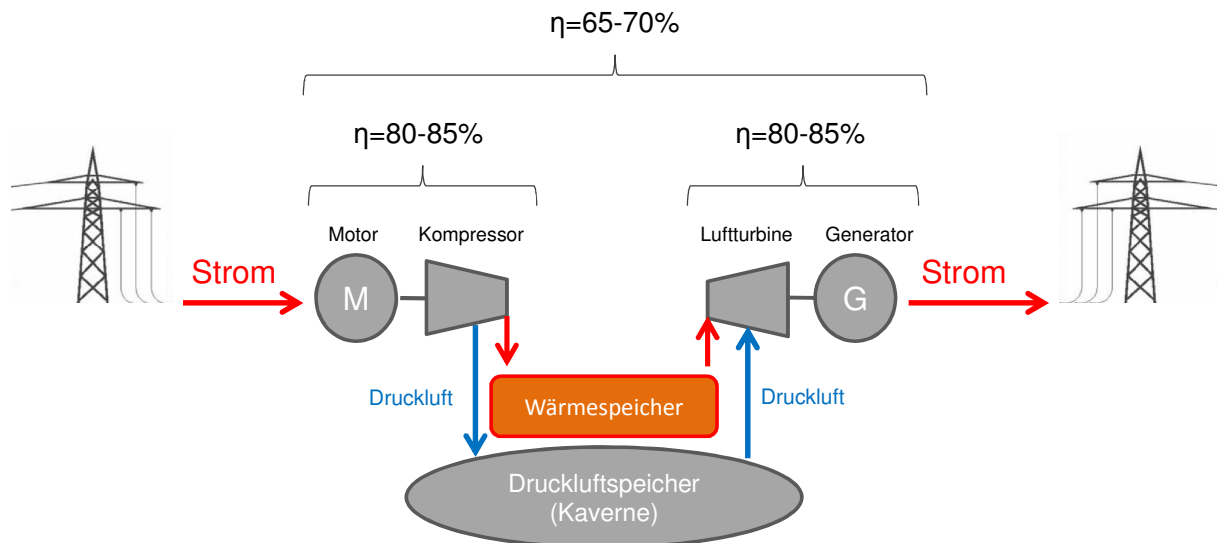 η=65-70%
η=80-85%
η=80-85%
Motor
Kompressor
Luftturbine
Generator
Strom
M
G
Strom
Druckluft
Wärmespeicher
Druckluft
Druckluftspeicher
(Kaverne)